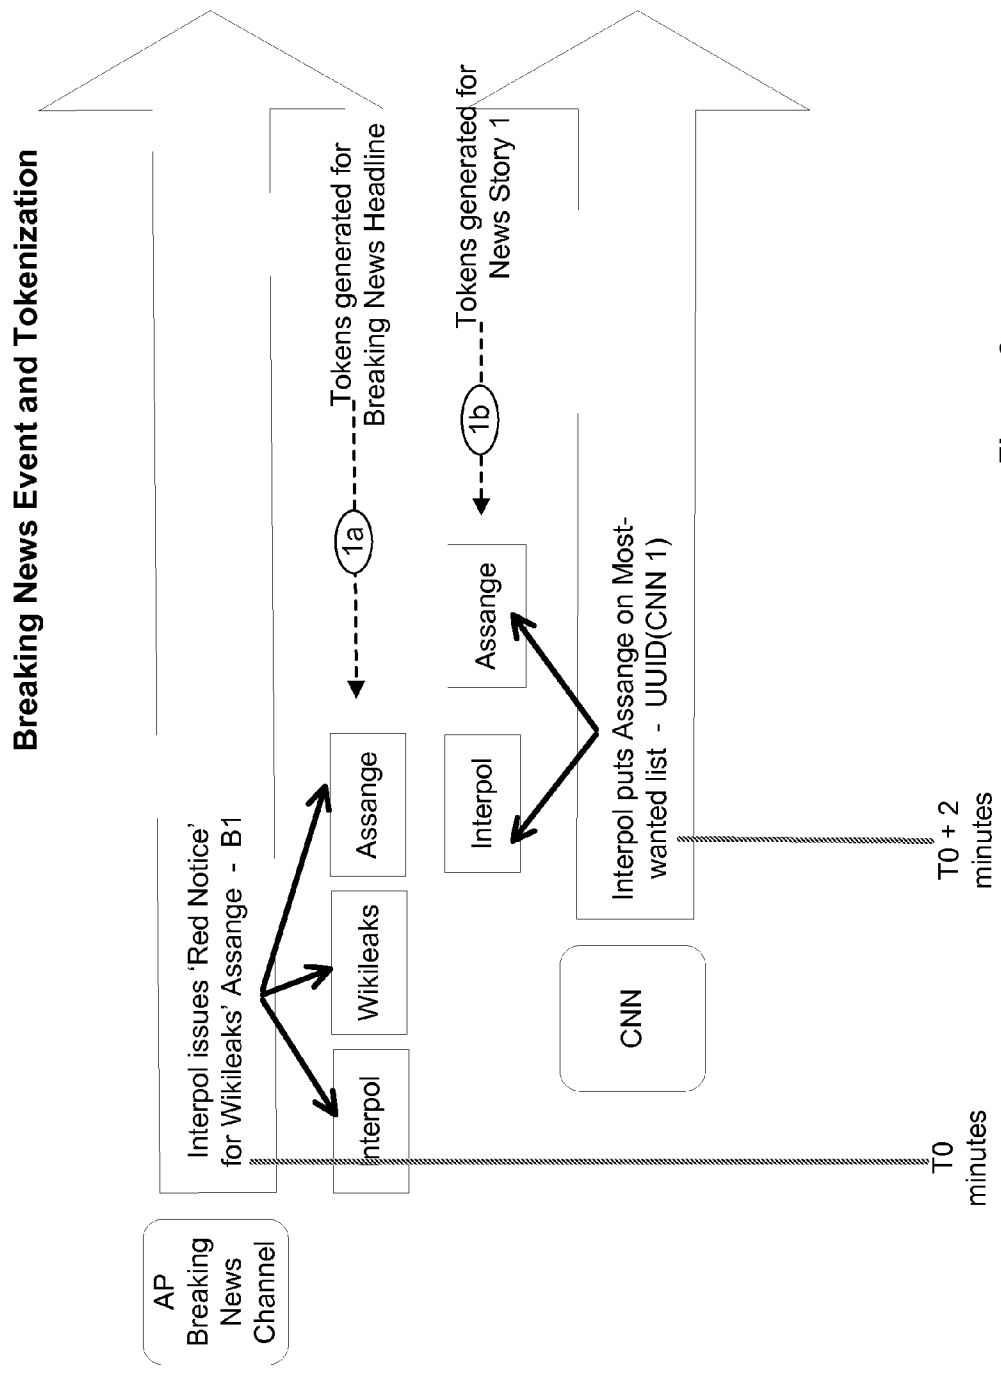 Breaking News Event and Tokenization
AP
Breaking
News
Channel
Interpol issues ‘Red Notice’
for Wikileaks’ Assange - B1
Interpol
Wikileaks
Assange
1a
Tokens generated for
Breaking News Headline
Interpol
Assange
1b
Tokens generated for
News Story 1
CNN
Interpol puts Assange on Most-
wanted list - UUID(CNN 1)
T0
minutes
T0 + 2
minutes